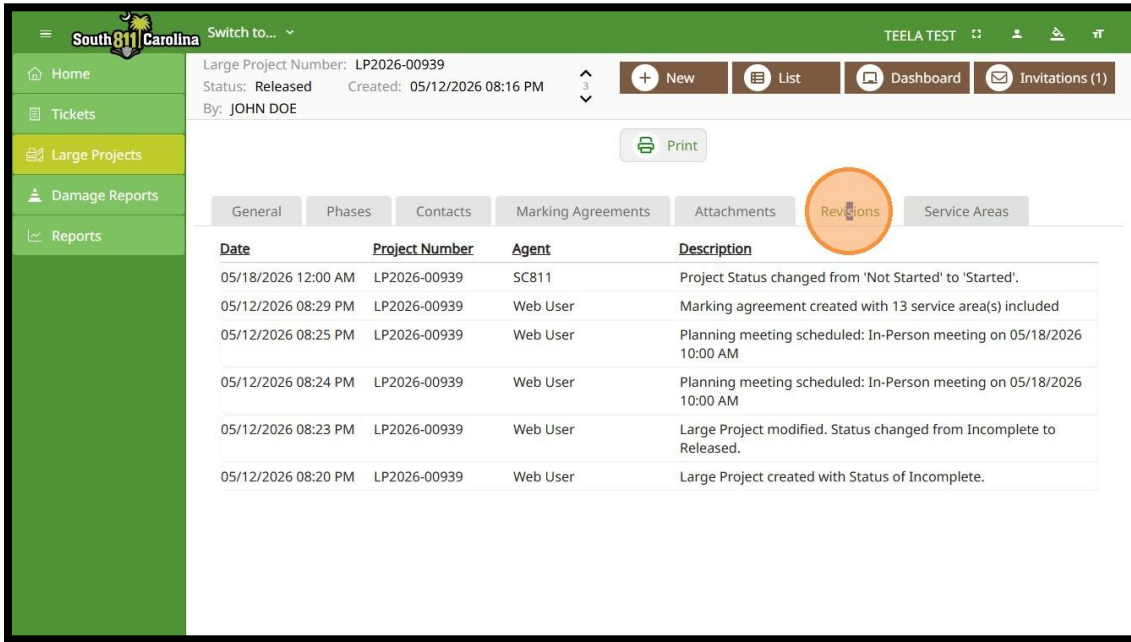 South 811 Carolina
Switch to...
TEELA TEST
Home
Tickets
Large Projects
Damage Reports
Reports
Large Project Number: LP2026-00939
Status: Released Created: 05/12/2026 08:16 PM
By: JOHN DOE
3
New List Dashboard Invitations (1)
Print
General Phases Contacts Marking Agreements Attachments Revisions Service Areas
Date Project Number Agent Description
05/18/2026 12:00 AM LP2026-00939 SC811 Project Status changed from 'Not Started' to 'Started'.
05/12/2026 08:29 PM LP2026-00939 Web User Marking agreement created with 13 service area(s) included
05/12/2026 08:25 PM LP2026-00939 Web User Planning meeting scheduled: In-Person meeting on 05/18/2026
10:00 AM
05/12/2026 08:24 PM LP2026-00939 Web User Planning meeting scheduled: In-Person meeting on 05/18/2026
10:00 AM
05/12/2026 08:23 PM LP2026-00939 Web User Large Project modified. Status changed from Incomplete to
Released.
05/12/2026 08:20 PM LP2026-00939 Web User Large Project created with Status of Incomplete.